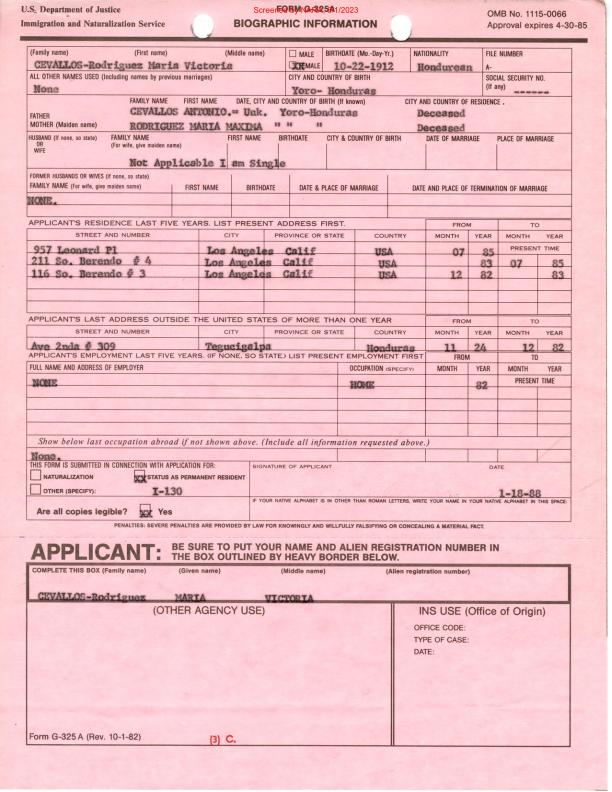 U.S. Department of Justice
Immigration and Naturalization Service
FORM G-325A
BIOGRAPHIC INFORMATION
OMB No. 1115-0066
Approval expires 4-30-85
(Family name) (First name) (Middle name) MALE BIRTHDATE (Mo.-Day-Yr.) NATIONALITY FILE NUMBER
CEVALLOS-Rodriguez Maria Victoria XX MALE 10-22-1912 Honduran A-
ALL OTHER NAMES USED (Including names by previous marriages) CITY AND COUNTRY OF BIRTH SOCIAL SECURITY NO. (If any)
None Yoro- Honduras ------
FAMILY NAME FIRST NAME DATE, CITY AND COUNTRY OF BIRTH (If known) CITY AND COUNTRY OF RESIDENCE.
FATHER CEVALLOS ANTONIO.= Unk. Yoro-Honduras Deceased
MOTHER (Maiden name) RODRIGUEZ MARIA MAXIMA " " " Deceased
HUSBAND (If none, so state) OR WIFE FAMILY NAME (For wife, give maiden name) FIRST NAME BIRTHDATE CITY & COUNTRY OF BIRTH DATE OF MARRIAGE PLACE OF MARRIAGE
Not Applicable I am Single
FORMER HUSBANDS OR WIVES (If none, so state)
FAMILY NAME (For wife, give maiden name) FIRST NAME BIRTHDATE DATE & PLACE OF MARRIAGE DATE AND PLACE OF TERMINATION OF MARRIAGE
NONE.
APPLICANT'S RESIDENCE LAST FIVE YEARS. LIST PRESENT ADDRESS FIRST. FROM TO
STREET AND NUMBER CITY PROVINCE OR STATE COUNTRY MONTH YEAR MONTH YEAR
957 Leonard Pl Los Angeles Calif USA 07 85 PRESENT TIME
211 So. Berendo # 4 Los Angeles Calif USA 83 07 85
116 So. Berendo # 3 Los Angeles Calif USA 12 82 83
APPLICANT'S LAST ADDRESS OUTSIDE THE UNITED STATES OF MORE THAN ONE YEAR FROM TO
STREET AND NUMBER CITY PROVINCE OR STATE COUNTRY MONTH YEAR MONTH YEAR
Ave 2nda # 309 Tegucigalpa Honduras 11 24 12 82
APPLICANT'S EMPLOYMENT LAST FIVE YEARS. (IF NONE, SO STATE) LIST PRESENT EMPLOYMENT FIRST FROM TO
FULL NAME AND ADDRESS OF EMPLOYER OCCUPATION (SPECIFY) MONTH YEAR MONTH YEAR
NONE HOME 82 PRESENT TIME
Show below last occupation abroad if not shown above. (Include all information requested above.)
None.
THIS FORM IS SUBMITTED IN CONNECTION WITH APPLICATION FOR: SIGNATURE OF APPLICANT DATE
NATURALIZATION XX STATUS AS PERMANENT RESIDENT
OTHER (SPECIFY): I-130 1-18-88
IF YOUR NATIVE ALPHABET IS IN OTHER THAN ROMAN LETTERS, WRITE YOUR NAME IN YOUR NATIVE ALPHABET IN THIS SPACE:
Are all copies legible? XX Yes
PENALTIES: SEVERE PENALTIES ARE PROVIDED BY LAW FOR KNOWINGLY AND WILLFULLY FALSIFYING OR CONCEALING A MATERIAL FACT.
APPLICANT: BE SURE TO PUT YOUR NAME AND ALIEN REGISTRATION NUMBER IN
THE BOX OUTLINED BY HEAVY BORDER BELOW.
COMPLETE THIS BOX (Family name) (Given name) (Middle name) (Alien registration number)
CEVALLOS-Rodriguez MARIA VICTORIA
(OTHER AGENCY USE) INS USE (Office of Origin)
OFFICE CODE:
TYPE OF CASE:
DATE:
Form G-325 A (Rev. 10-1-82) (3) C.